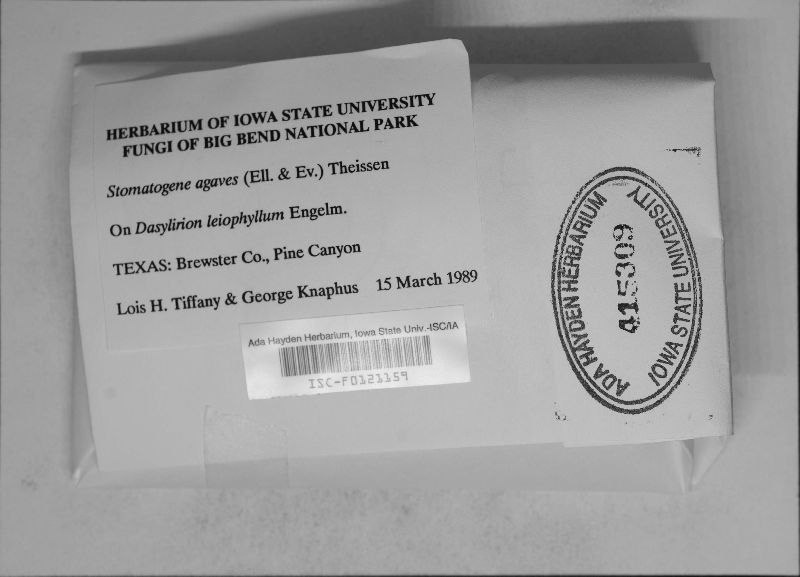 HERBARIUM OF IOWA STATE UNIVERSITY
FUNGI OF BIG BEND NATIONAL PARK
Stomatogene agaves (Ell. & Ev.) Theissen
On Dasylirion leiophyllum Engelm.
TEXAS: Brewster Co., Pine Canyon
Lois H. Tiffany & George Knaphus 15 March 1989
Ada Hayden Herbarium, Iowa State Univ.-ISC/IA
ISC-F0121159
ADA HAYDEN HERBARIUM
415309
IOWA STATE UNIVERSITY